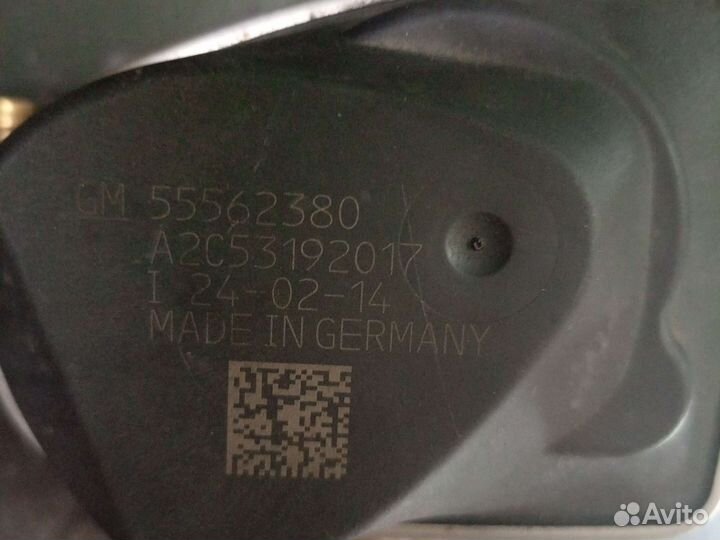 GM 55562380
A2C53192017
I 24-02-14
MADE IN GERMANY
Avito